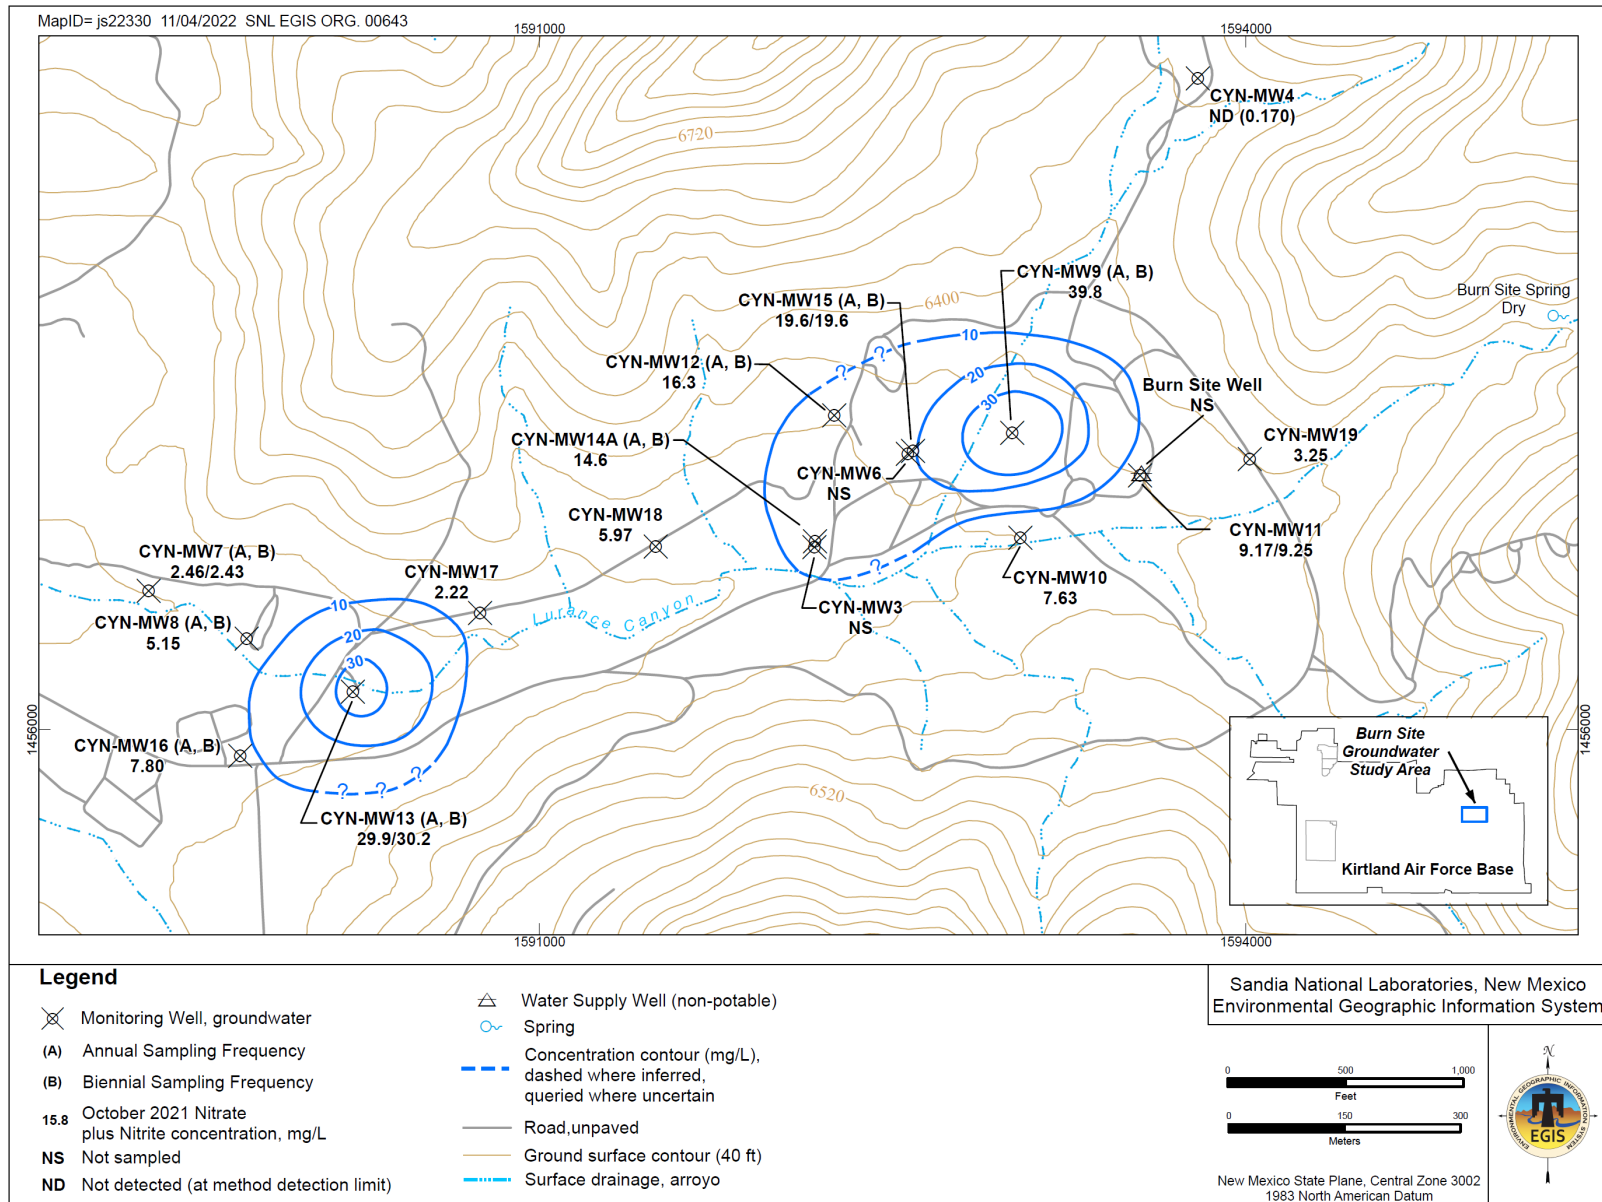 MapID= js22330 11/04/2022 SNL EGIS ORG. 00643
1591000
1594000
CYN-MW4
ND (0.170)
6720
CYN-MW9 (A, B)
39.8
6400
Burn Site Spring
Dry
CYN-MW15 (A, B)
19.6/19.6
10
?
?
CYN-MW12 (A, B)
16.3
20
30
Burn Site Well
NS
CYN-MW14A (A, B)
14.6
CYN-MW19
3.25
CYN-MW6
NS
CYN-MW18
5.97
CYN-MW11
9.17/9.25
CYN-MW7 (A, B)
2.46/2.43
CYN-MW17
2.22
?
CYN-MW10
7.63
Lurance Canyon
CYN-MW3
NS
CYN-MW8 (A, B)
5.15
10
20
30
1456000
1456000
CYN-MW16 (A, B)
7.80
? ? ?
CYN-MW13 (A, B)
29.9/30.2
6520
Burn Site
Groundwater
Study Area
Kirtland Air Force Base
1591000
1594000
Legend
Monitoring Well, groundwater
(A) Annual Sampling Frequency
(B) Biennial Sampling Frequency
15.8 October 2021 Nitrate
plus Nitrite concentration, mg/L
NS Not sampled
ND Not detected (at method detection limit)
Water Supply Well (non-potable)
Spring
Concentration contour (mg/L),
dashed where inferred,
queried where uncertain
Road,unpaved
Ground surface contour (40 ft)
Surface drainage, arroyo
Sandia National Laboratories, New Mexico
Environmental Geographic Information System
0 500 1,000
Feet
0 150 300
Meters
New Mexico State Plane, Central Zone 3002
1983 North American Datum
N
ENVIRONMENTAL GEOGRAPHIC INFORMATION SYSTEM
EGIS